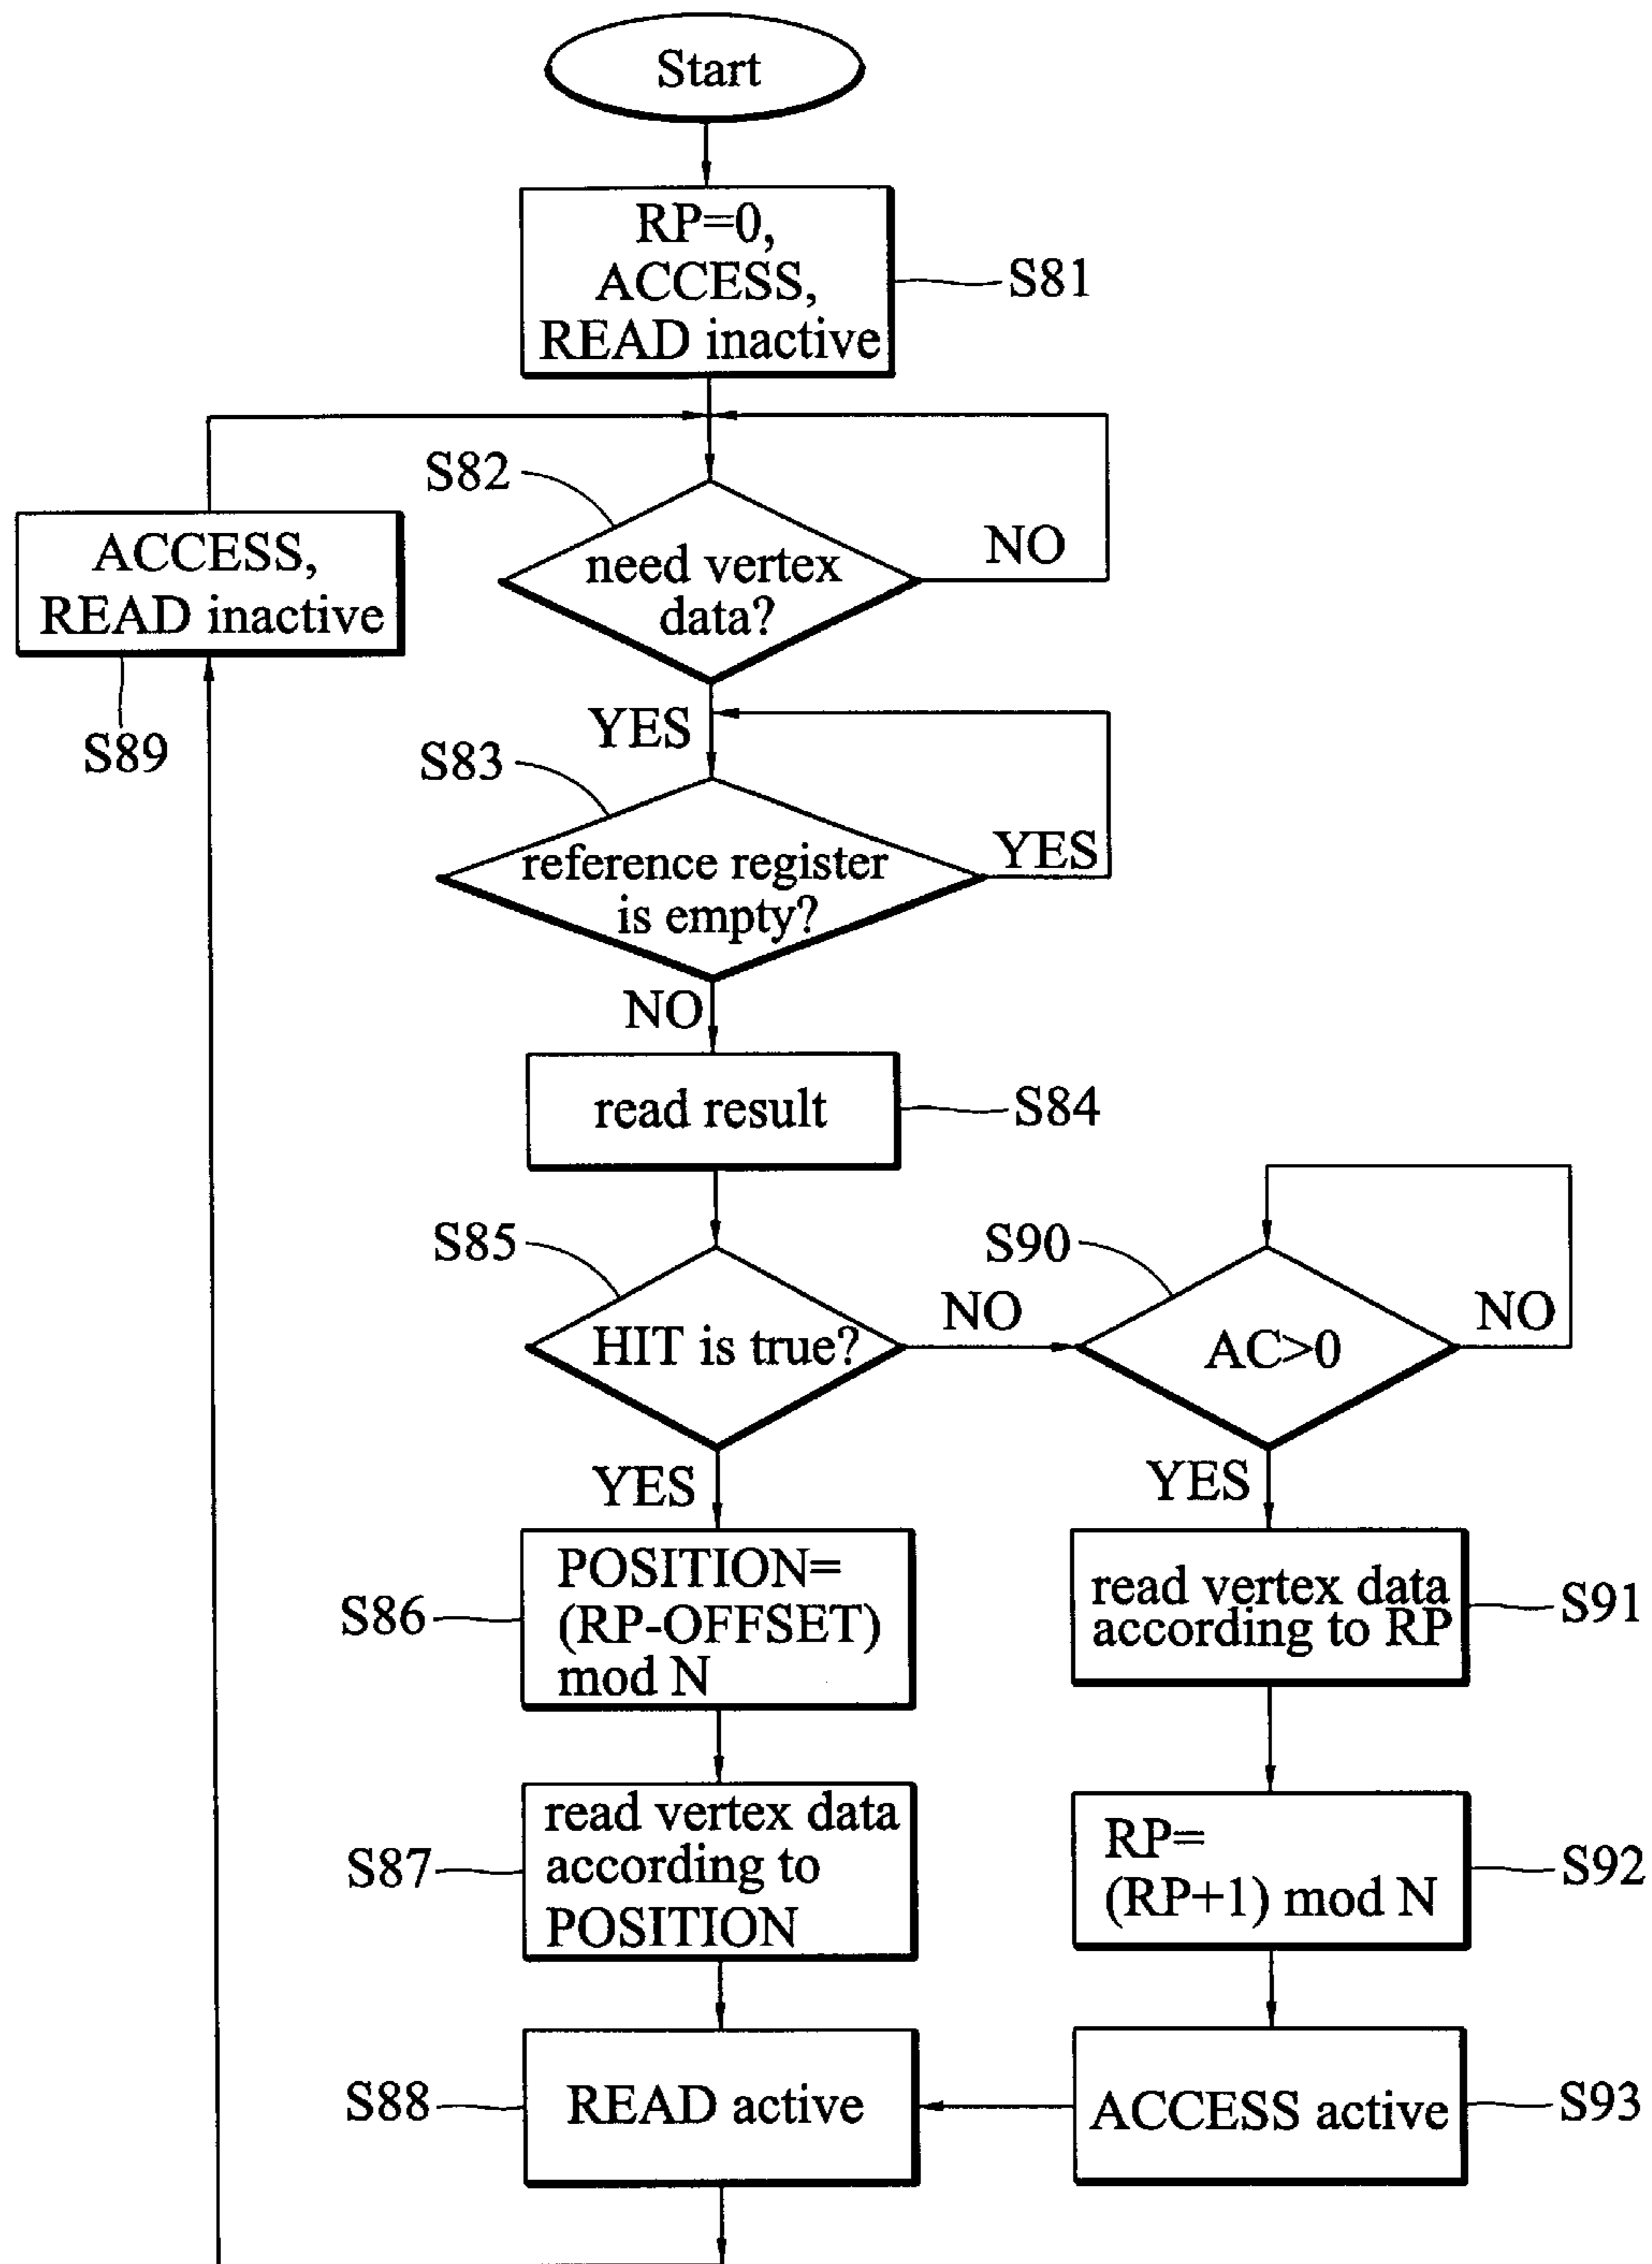 Start
RP=0,
ACCESS,
READ inactive
S81
S82
need vertex
data?
NO
ACCESS,
READ inactive
S89
YES
S83
reference register
is empty?
YES
NO
read result
S84
S85
HIT is true?
NO
S90
AC>0
NO
YES
YES
S86
POSITION=
(RP-OFFSET)
mod N
read vertex data
according to RP
S91
S87
read vertex data
according to
POSITION
RP=
(RP+1) mod N
S92
S88
READ active
ACCESS active
S93